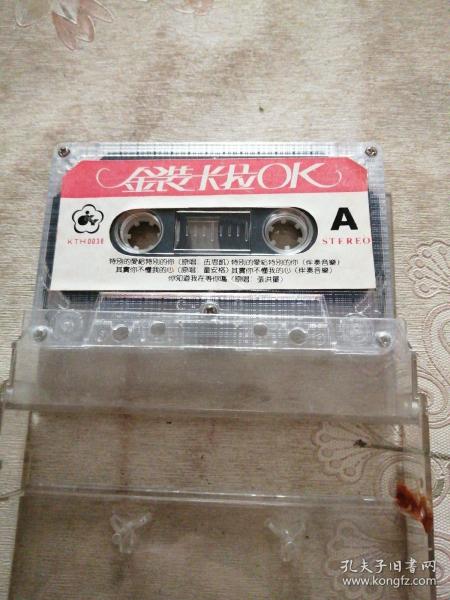 金裝卡拉OK
KTH0038
A
STEREO
特別的愛給特別的你（原唱 伍思凱）特別的愛給特別的你（伴奏音樂）
其實你不懂我的心（原唱 童安格）其實你不懂我的心（伴奏音樂）
你知道我在等你嗎（原唱 張洪量）
孔夫子旧书网
www.kongfz.com